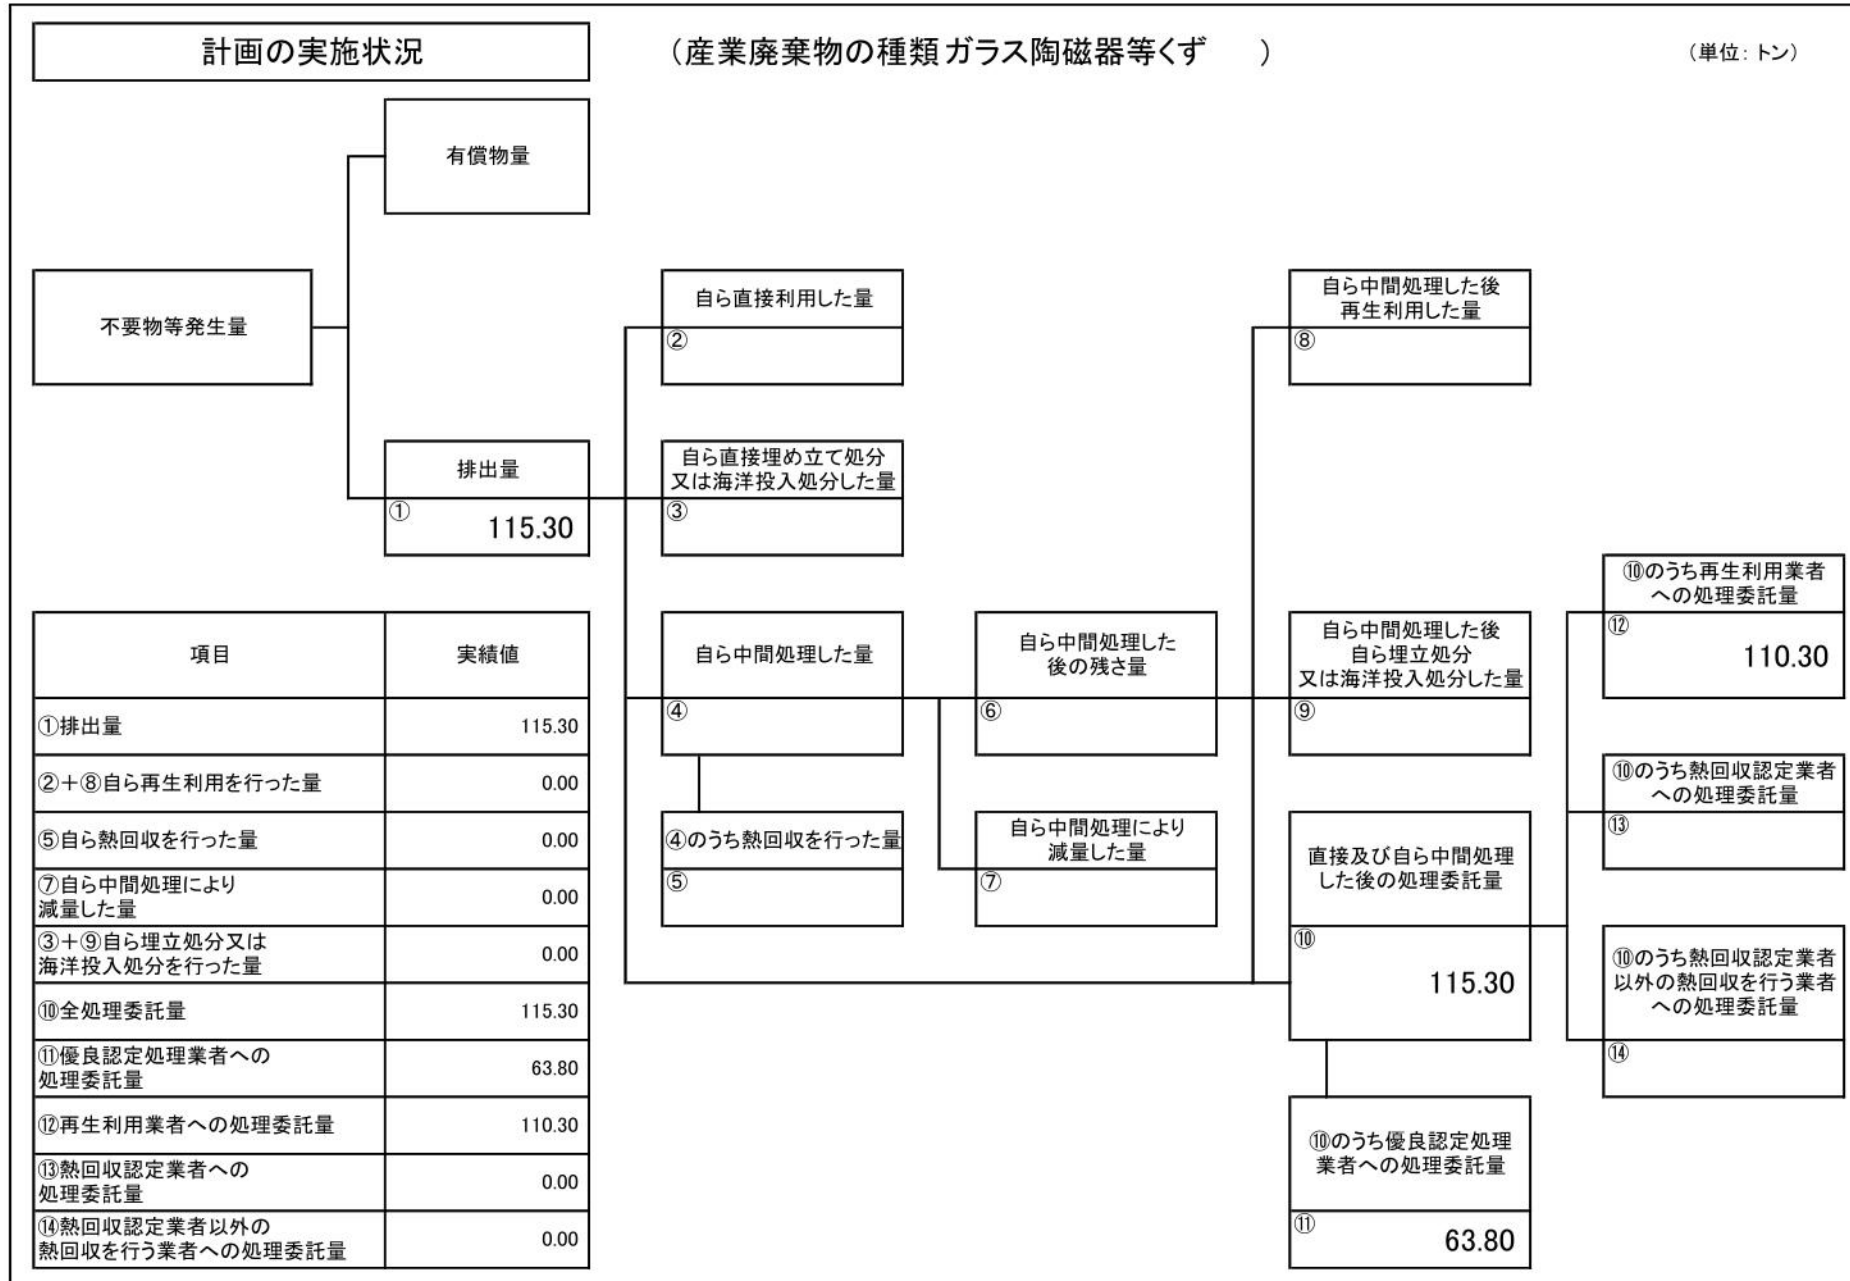 計画の実施状況
（産業廃棄物の種類 ガラス陶磁器等くず　　）
（単位：トン）
有償物量
不要物等発生量
自ら直接利用した量
②
自ら中間処理した後
再生利用した量
⑧
排出量
①
115.30
自ら直接埋め立て処分
又は海洋投入処分した量
③
⑩のうち再生利用業者
への処理委託量
⑫
110.30
自ら中間処理した量
④
自ら中間処理した
後の残さ量
⑥
自ら中間処理した後
自ら埋立処分
又は海洋投入処分した量
⑨
⑩のうち熱回収認定業者
への処理委託量
⑬
④のうち熱回収を行った量
⑤
自ら中間処理により
減量した量
⑦
直接及び自ら中間処理
した後の処理委託量
⑩
115.30
⑩のうち熱回収認定業者
以外の熱回収を行う業者
への処理委託量
⑭
⑩のうち優良認定処理
業者への処理委託量
⑪
63.80
項目 実績値
①排出量 115.30
②＋⑧自ら再生利用を行った量 0.00
⑤自ら熱回収を行った量 0.00
⑦自ら中間処理により
減量した量 0.00
③＋⑨自ら埋立処分又は
海洋投入処分を行った量 0.00
⑩全処理委託量 115.30
⑪優良認定処理業者への
処理委託量 63.80
⑫再生利用業者への処理委託量 110.30
⑬熱回収認定業者への
処理委託量 0.00
⑭熱回収認定業者以外の
熱回収を行う業者への処理委託量 0.00